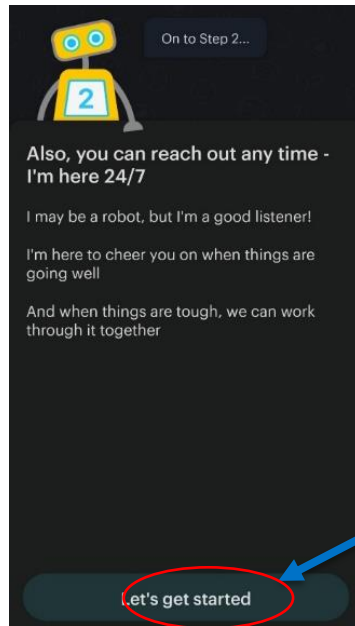 On to Step 2...
2
Also, you can reach out any time -
I'm here 24/7
I may be a robot, but I'm a good listener!
I'm here to cheer you on when things are
going well
And when things are tough, we can work
through it together
Let's get started